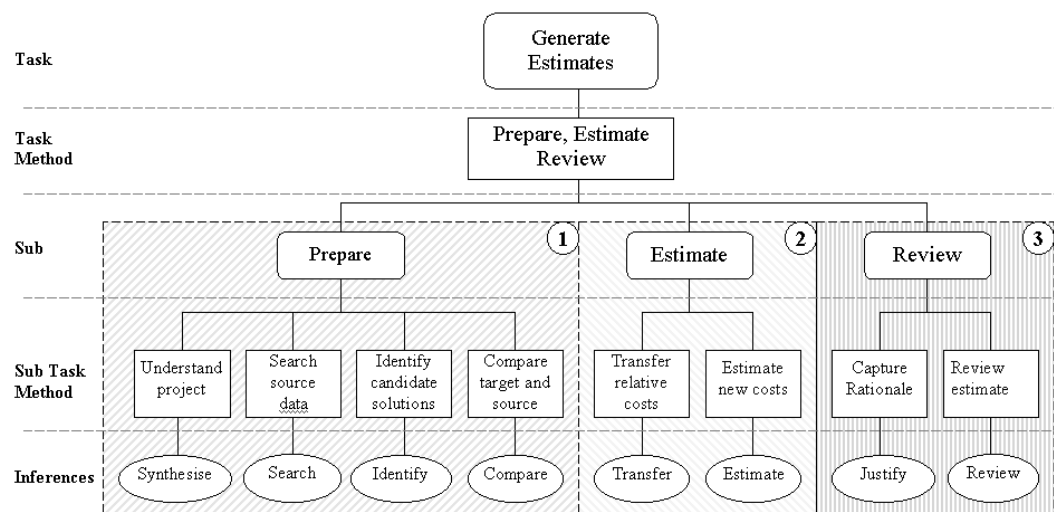 Task
Generate
Estimates
Task
Method
Prepare, Estimate
Review
Sub
1
2
3
Prepare
Estimate
Review
Sub Task
Method
Understand
project
Search
source
data
Identify
candidate
solutions
Compare
target and
source
Transfer
relative
costs
Estimate
new costs
Capture
Rationale
Review
estimate
Inferences
Synthesise
Search
Identify
Compare
Transfer
Estimate
Justify
Review